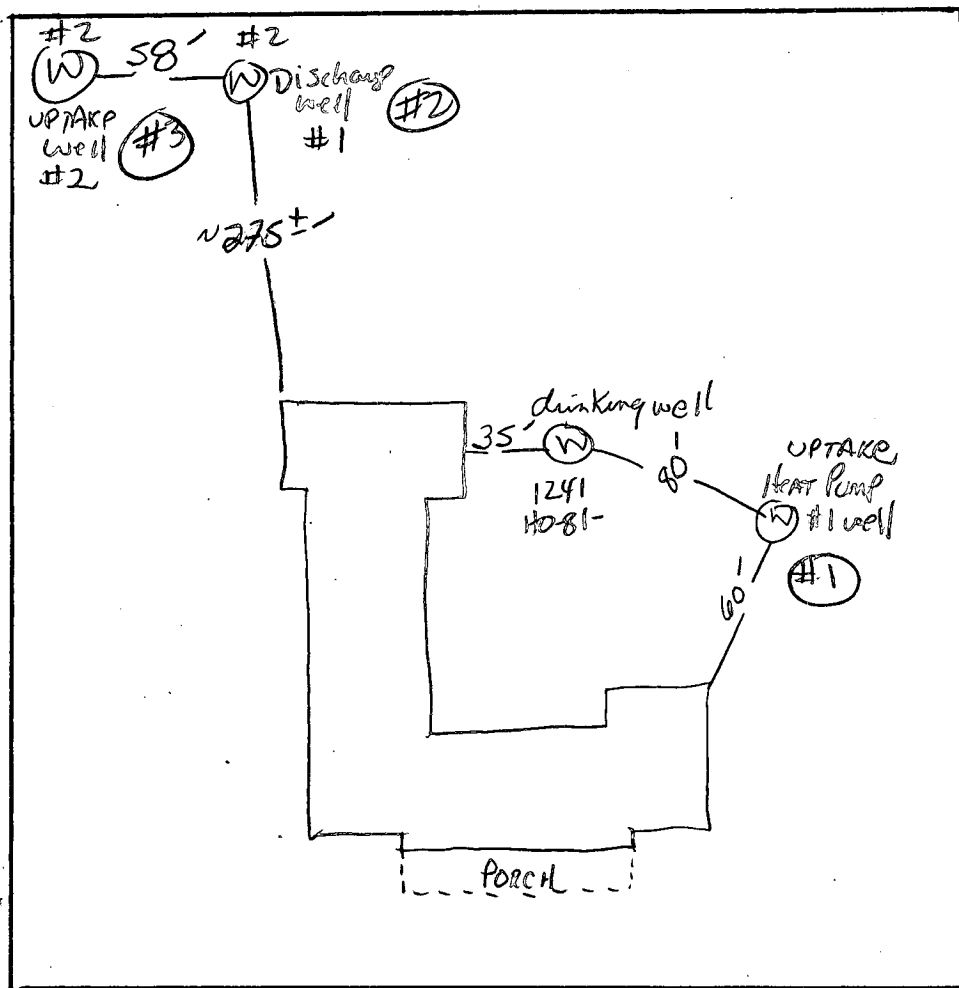 #2
58'
#2
W
W
Discharge
well
#1
#2
UPTAKE
well
#2
#3
~275±'
drinking well
35'
W
1241
HO-81-
80'
UPTAKE
HEAT PUMP
#1 well
W
#1
60'
PORCH